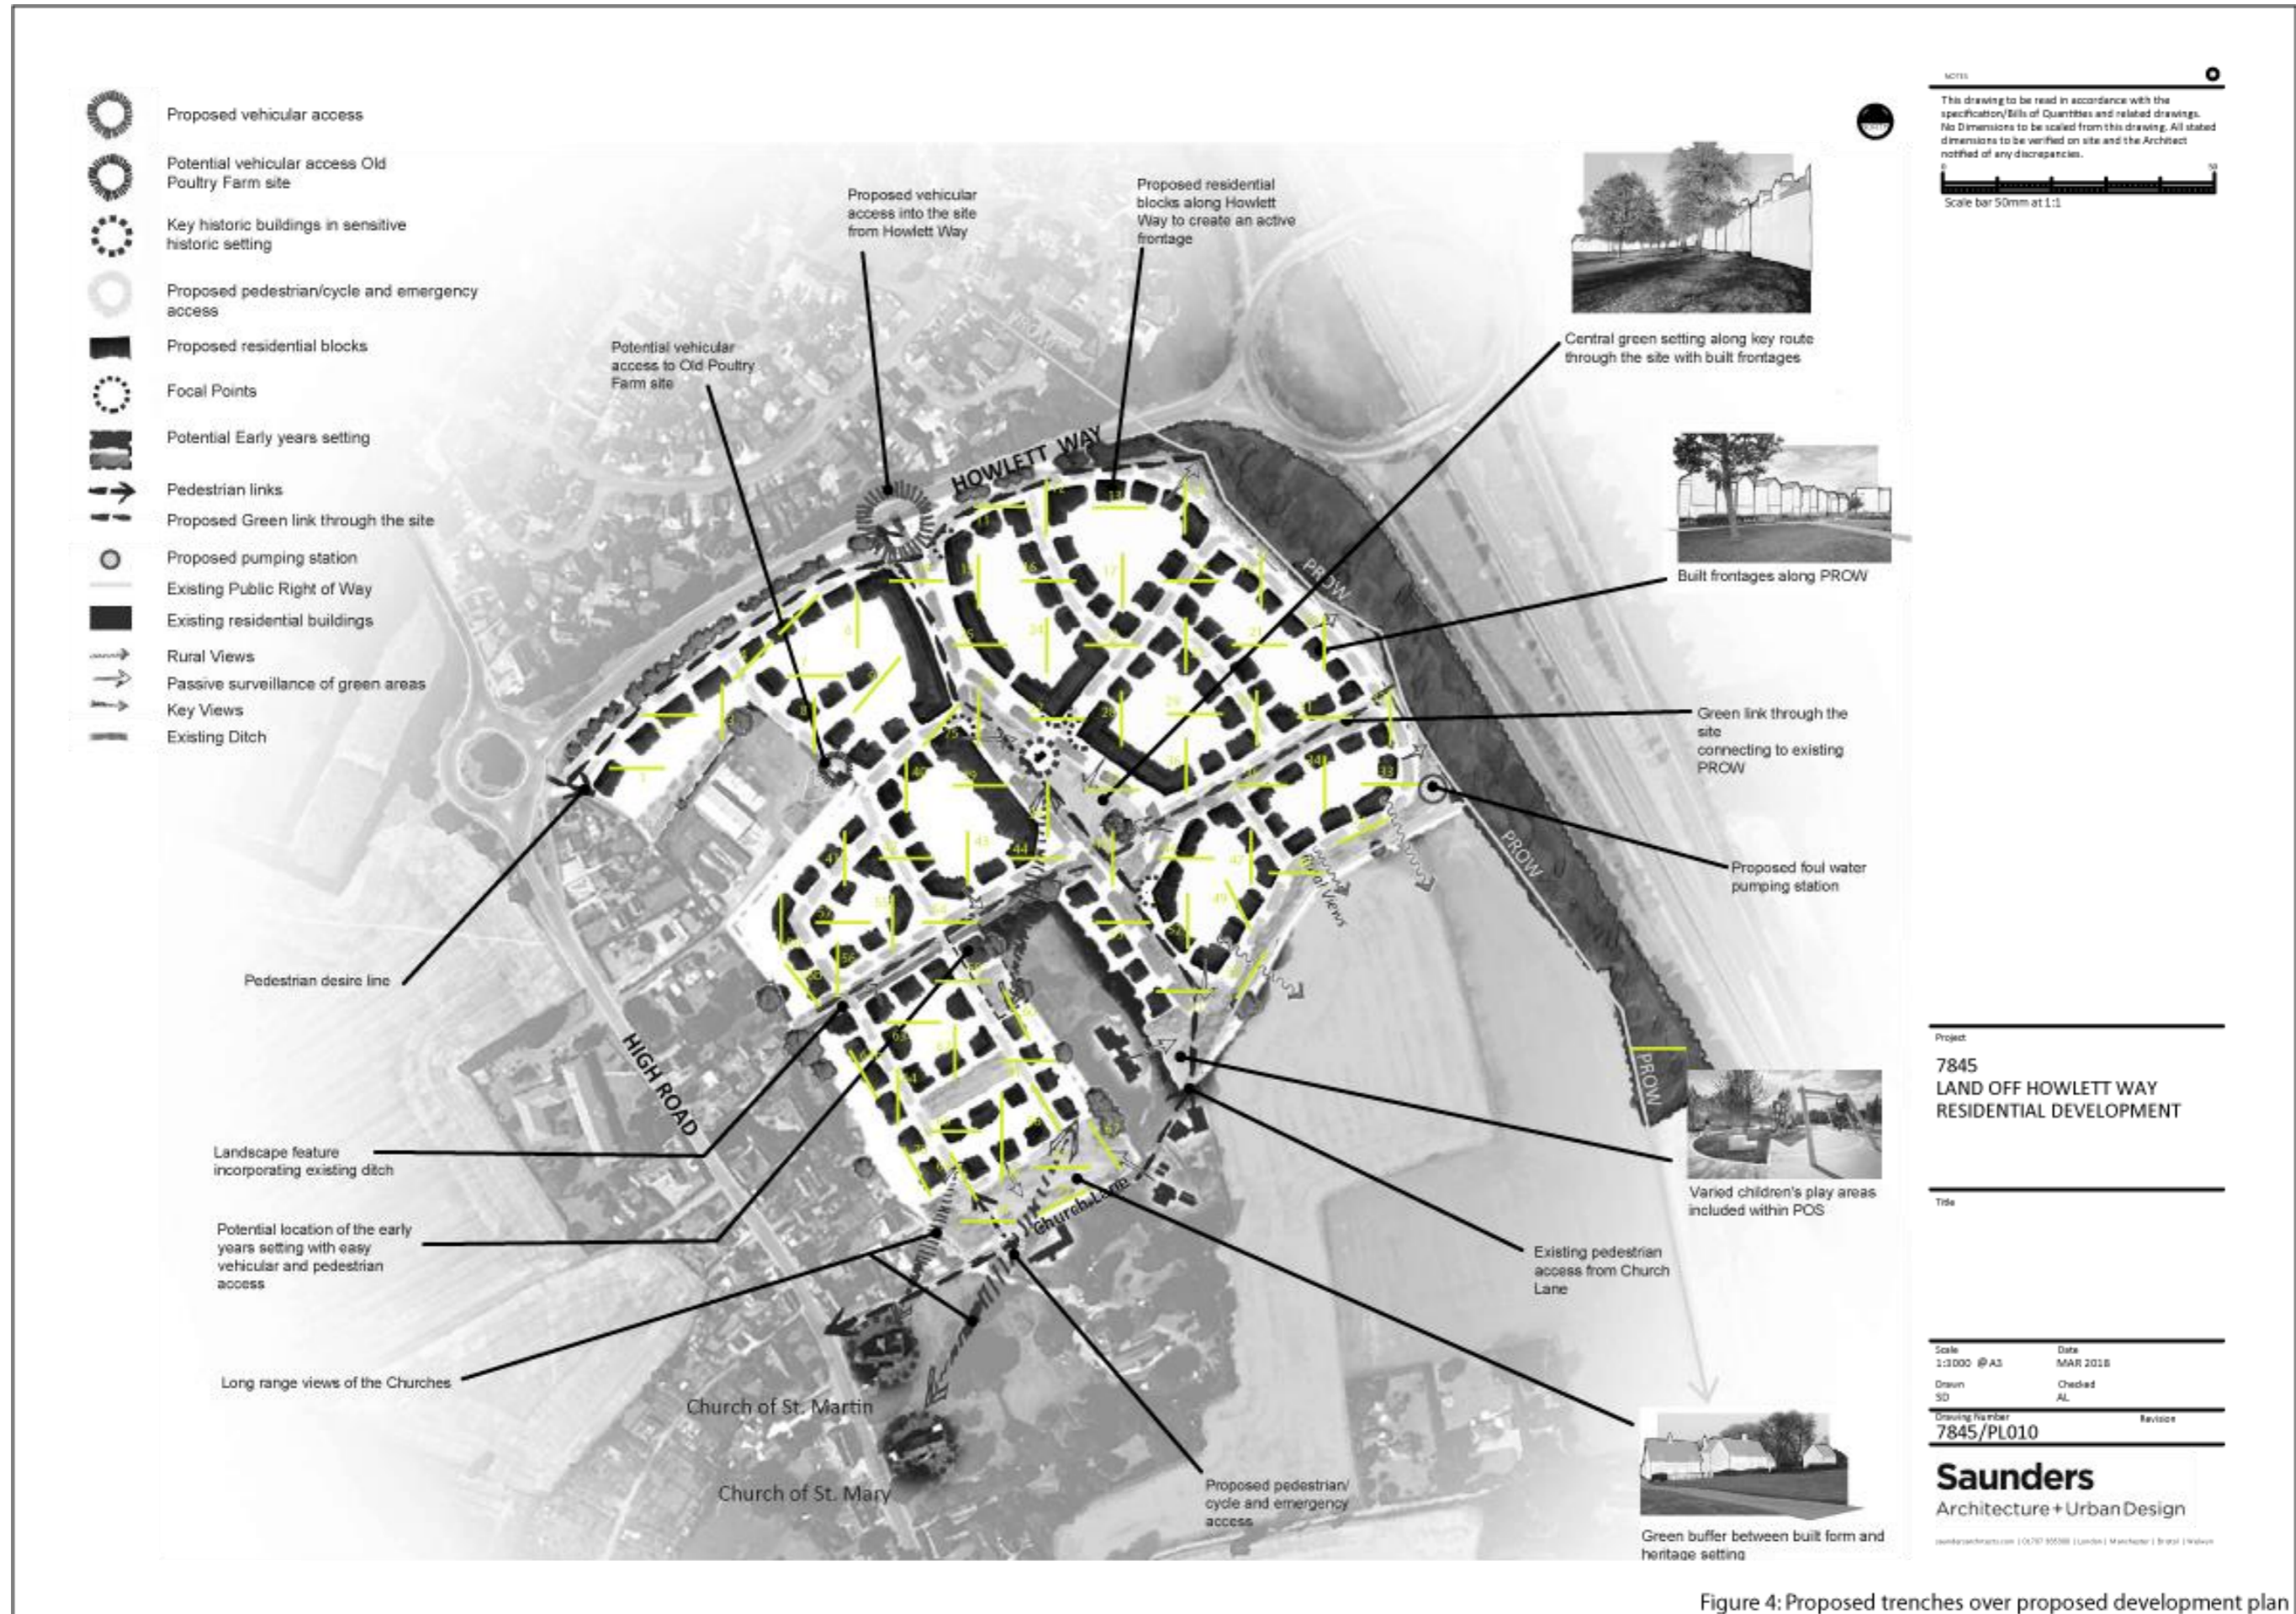 Proposed vehicular access
Potential vehicular access Old
Poultry Farm site
Key historic buildings in sensitive
historic setting
Proposed pedestrian/cycle and emergency
access
Proposed residential blocks
Focal Points
Potential Early years setting
Pedestrian links
Proposed Green link through the site
Proposed pumping station
Existing Public Right of Way
Existing residential buildings
Rural Views
Passive surveillance of green areas
Key Views
Existing Ditch
Proposed vehicular
access into the site
from Howlett Way
Proposed residential
blocks along Howlett
Way to create an active
frontage
Potential vehicular
access to Old Poultry
Farm site
Central green setting along key route
through the site with built frontages
Built frontages along PROW
Green link through the
site
connecting to existing
PROW
Proposed foul water
pumping station
HOWLETT WAY
PROW
PROW
PROW
HIGH ROAD
Church Lane
Pedestrian desire line
Landscape feature
incorporating existing ditch
Potential location of the early
years setting with easy
vehicular and pedestrian
access
Long range views of the Churches
Church of St. Martin
Church of St. Mary
Varied children's play areas
included within POS
Existing pedestrian
access from Church
Lane
Proposed pedestrian/
cycle and emergency
access
Green buffer between built form and
heritage setting
NOTES
This drawing to be read in accordance with the
specification/Bills of Quantities and related drawings.
No Dimensions to be scaled from this drawing. All stated
dimensions to be verified on site and the Architect
notified of any discrepancies.
0 50
Scale bar 50mm at 1:1
Project
7845
LAND OFF HOWLETT WAY
RESIDENTIAL DEVELOPMENT
Title
Scale Date
1:3000 @ A3 MAR 2018
Drawn Checked
SD AL
Drawing Number Revision
7845/PL010
Saunders
Architecture + Urban Design
Figure 4: Proposed trenches over proposed development plan